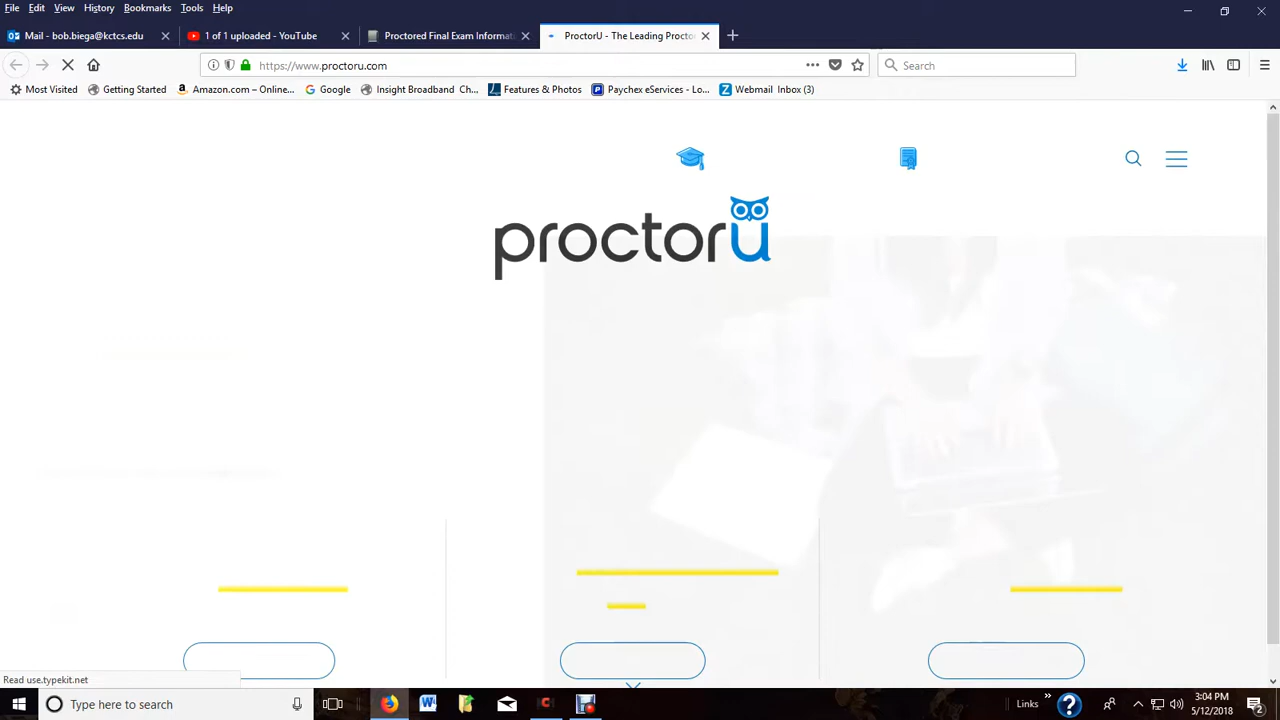 File Edit View History Bookmarks Tools Help
Mail - bob.biega@kctcs.edu 1 of 1 uploaded - YouTube Proctored Final Exam Informat ProctorU - The Leading Procto
https://www.proctoru.com Search
Most Visited Getting Started Amazon.com – Online... Google Insight Broadband Ch... Features & Photos Paychex eServices - Lo... Webmail Inbox (3)
proctoru
Read use.typekit.net
Type here to search Links 3:04 PM
5/12/2018 2